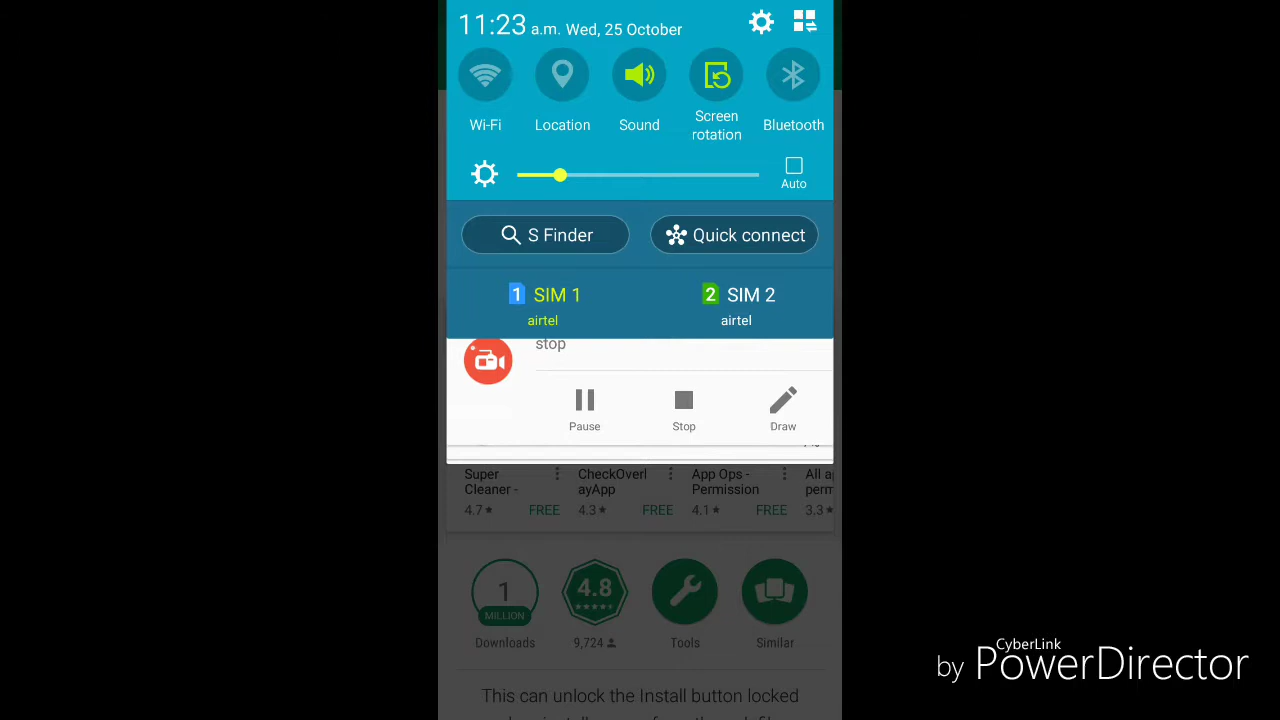 11:23 a.m. Wed, 25 October
Wi-Fi
Location
Sound
Screen
rotation
Bluetooth
Auto
S Finder
Quick connect
1 SIM 1
airtel
2 SIM 2
airtel
stop
Pause
Stop
Draw
Super
Cleaner -
4.7★ FREE
CheckOverl
ayApp
4.3★ FREE
App Ops -
Permission
4.1★ FREE
All a
perm
3.3★
1
MILLION
Downloads
4.8
9,724
Tools
Similar
This can unlock the Install button locked
CyberLink
by PowerDirector